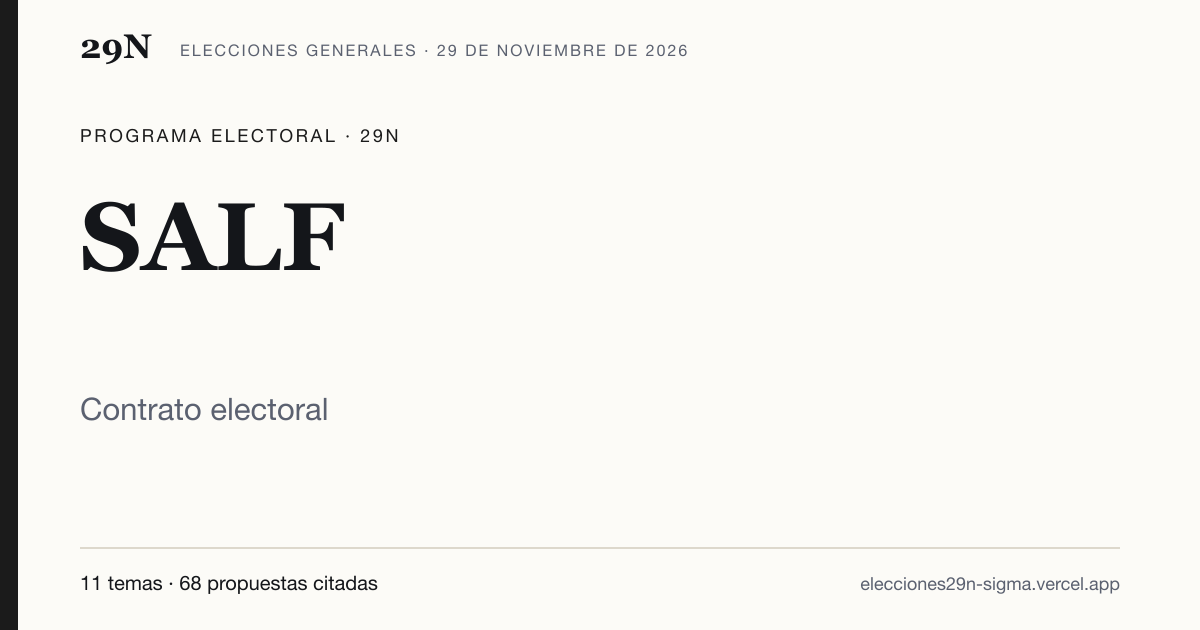 29N ELECCIONES GENERALES · 29 DE NOVIEMBRE DE 2026
PROGRAMA ELECTORAL · 29N
SALF
Contrato electoral
11 temas · 68 propuestas citadas
elecciones29n-sigma.vercel.app